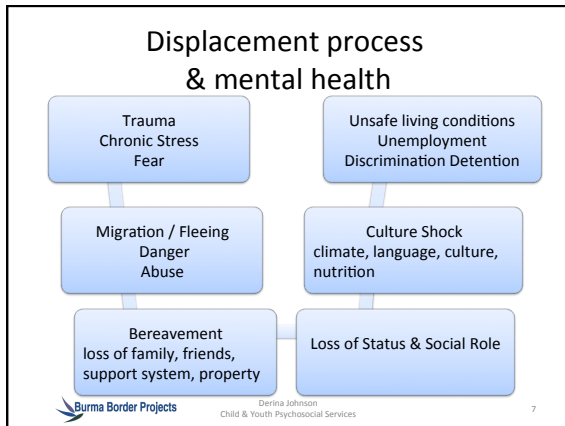 Displacement process
& mental health
Trauma
Chronic Stress
Fear
Migration / Fleeing
Danger
Abuse
Bereavement
loss of family, friends,
support system, property
Loss of Status & Social Role
Culture Shock
climate, language, culture,
nutrition
Unsafe living conditions
Unemployment
Discrimination Detention
Burma Border Projects
Derina Johnson
Child & Youth Psychosocial Services
7